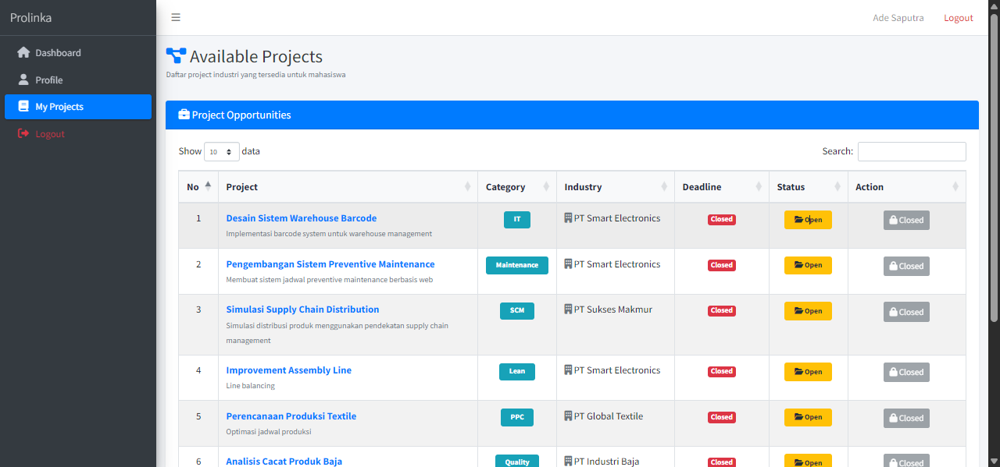 Prolinka
Ade Saputra Logout
Dashboard
Profile
My Projects
Logout
Available Projects
Daftar project industri yang tersedia untuk mahasiswa
Project Opportunities
Show 10 data Search:
No Project Category Industry Deadline Status Action
1 Desain Sistem Warehouse Barcode IT PT Smart Electronics Closed Open Closed
Implementasi barcode system untuk warehouse management
2 Pengembangan Sistem Preventive Maintenance Maintenance PT Smart Electronics Closed Open Closed
Membuat sistem jadwal preventive maintenance berbasis web
3 Simulasi Supply Chain Distribution SCM PT Sukses Makmur Closed Open Closed
Simulasi distribusi produk menggunakan pendekatan supply chain
management
4 Improvement Assembly Line Lean PT Smart Electronics Closed Open Closed
Line balancing
5 Perencanaan Produksi Textile PPC PT Global Textile Closed Open Closed
Optimasi jadwal produksi
6 Analisis Cacat Produk Baja Quality PT Industri Baja Closed Open Closed